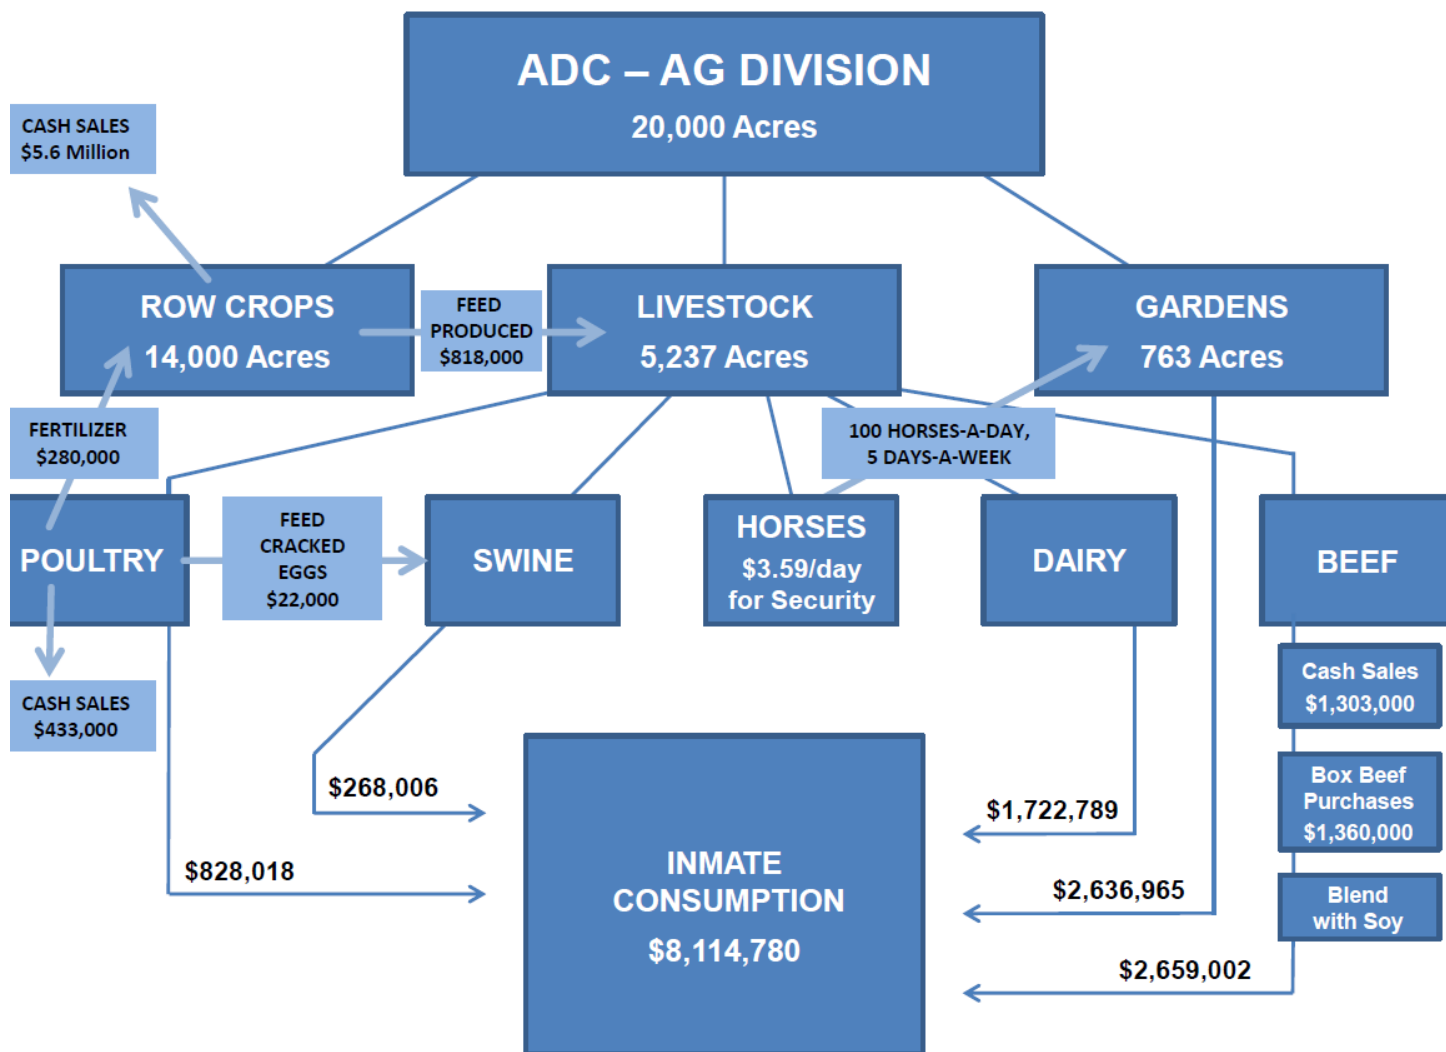 ADC – AG DIVISION
20,000 Acres
CASH SALES
$5.6 Million
ROW CROPS
14,000 Acres
FEED
PRODUCED
$818,000
LIVESTOCK
5,237 Acres
GARDENS
763 Acres
FERTILIZER
$280,000
100 HORSES-A-DAY,
5 DAYS-A-WEEK
POULTRY
FEED
CRACKED
EGGS
$22,000
SWINE
HORSES
$3.59/day
for Security
DAIRY
BEEF
CASH SALES
$433,000
Cash Sales
$1,303,000
Box Beef
Purchases
$1,360,000
Blend
with Soy
$268,006
$828,018
$1,722,789
$2,636,965
$2,659,002
INMATE
CONSUMPTION
$8,114,780